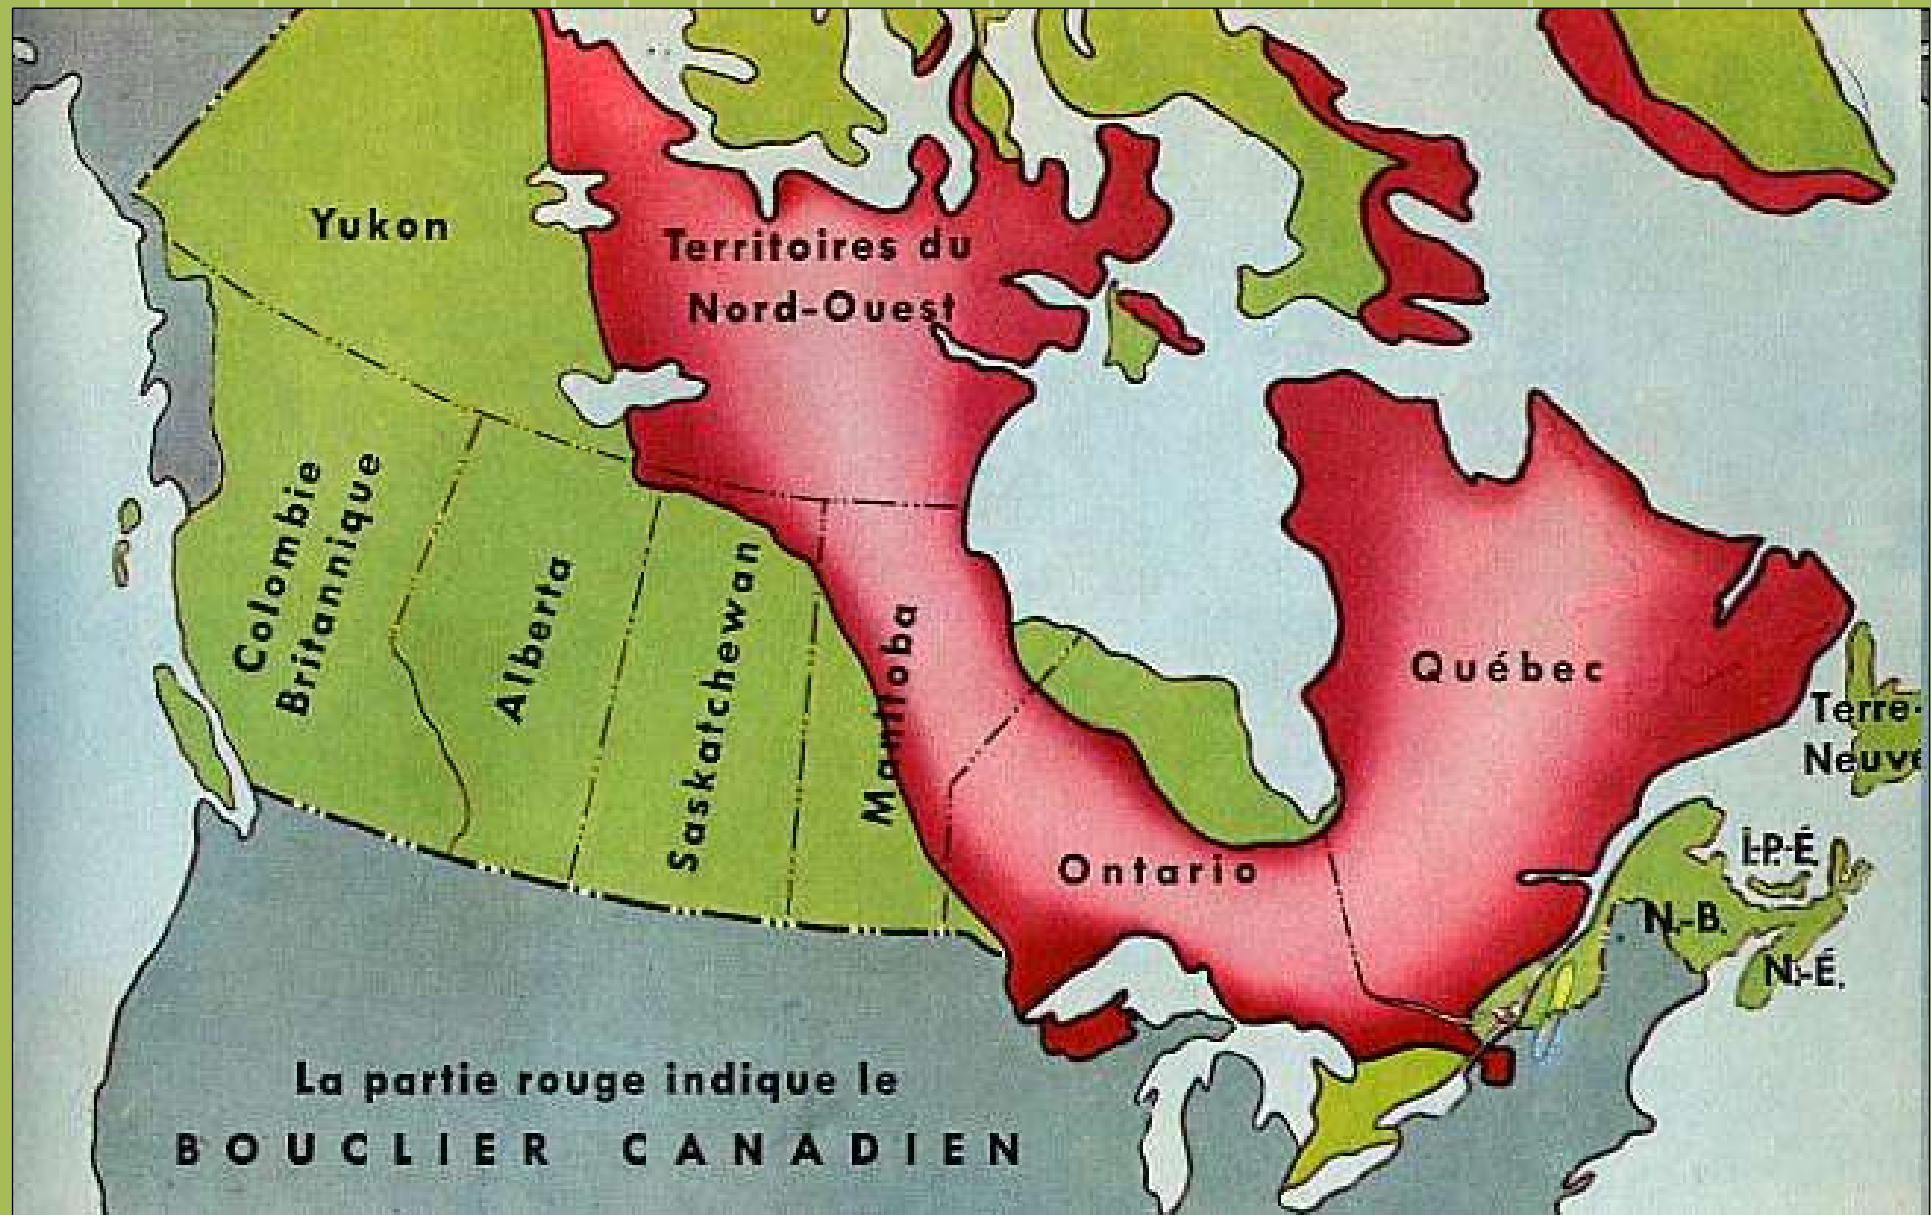 Yukon
Territoires du
Nord-Ouest
Colombie
Britannique
Alberta
Saskatchewan
Manitoba
Québec
Ontario
Terre-
Neuve
I.-P.-É.
N.-B.
N.-É.
La partie rouge indique le
BOUCLIER CANADIEN